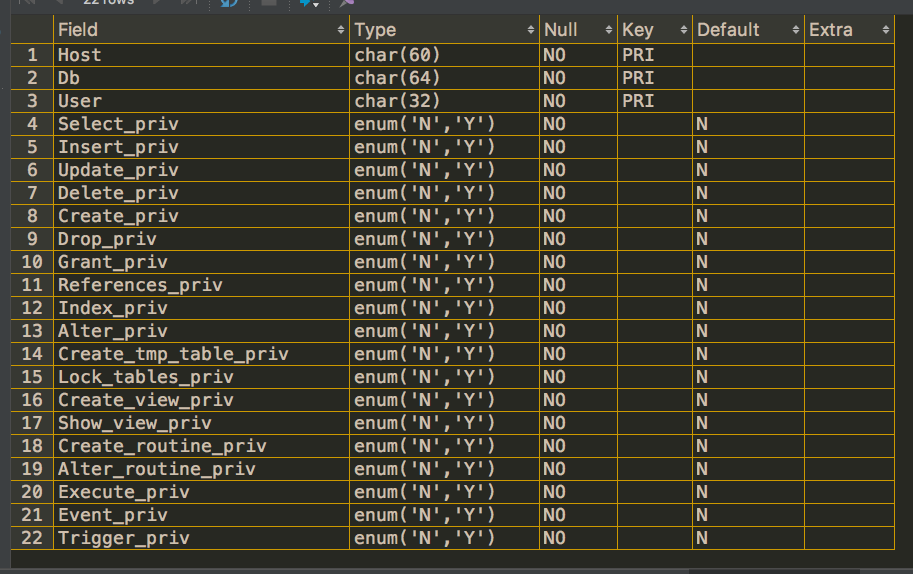 22 rows
Field Type Null Key Default Extra
1 Host char(60) NO PRI
2 Db char(64) NO PRI
3 User char(32) NO PRI
4 Select_priv enum('N','Y') NO N
5 Insert_priv enum('N','Y') NO N
6 Update_priv enum('N','Y') NO N
7 Delete_priv enum('N','Y') NO N
8 Create_priv enum('N','Y') NO N
9 Drop_priv enum('N','Y') NO N
10 Grant_priv enum('N','Y') NO N
11 References_priv enum('N','Y') NO N
12 Index_priv enum('N','Y') NO N
13 Alter_priv enum('N','Y') NO N
14 Create_tmp_table_priv enum('N','Y') NO N
15 Lock_tables_priv enum('N','Y') NO N
16 Create_view_priv enum('N','Y') NO N
17 Show_view_priv enum('N','Y') NO N
18 Create_routine_priv enum('N','Y') NO N
19 Alter_routine_priv enum('N','Y') NO N
20 Execute_priv enum('N','Y') NO N
21 Event_priv enum('N','Y') NO N
22 Trigger_priv enum('N','Y') NO N